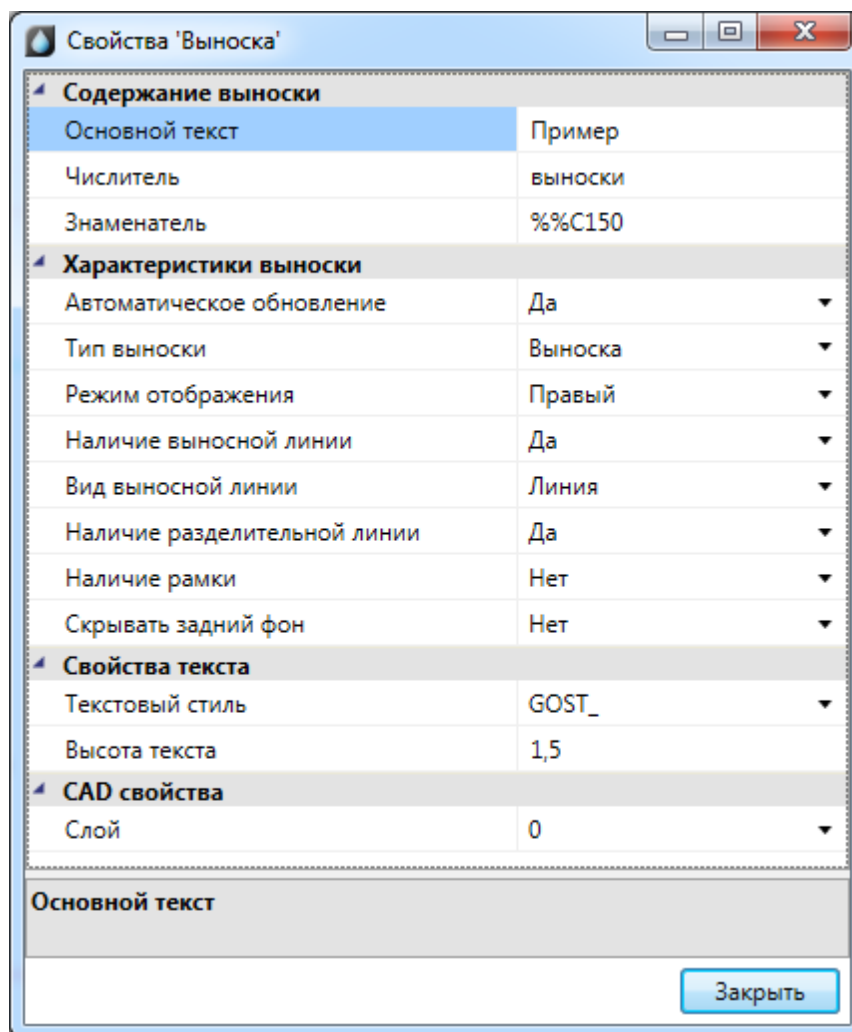 Свойства 'Выноска'
Содержание выноски
Основной текст Пример
Числитель выноски
Знаменатель %%C150
Характеристики выноски
Автоматическое обновление Да
Тип выноски Выноска
Режим отображения Правый
Наличие выносной линии Да
Вид выносной линии Линия
Наличие разделительной линии Да
Наличие рамки Нет
Скрывать задний фон Нет
Свойства текста
Текстовый стиль GOST_
Высота текста 1,5
CAD свойства
Слой 0
Основной текст
Закрыть